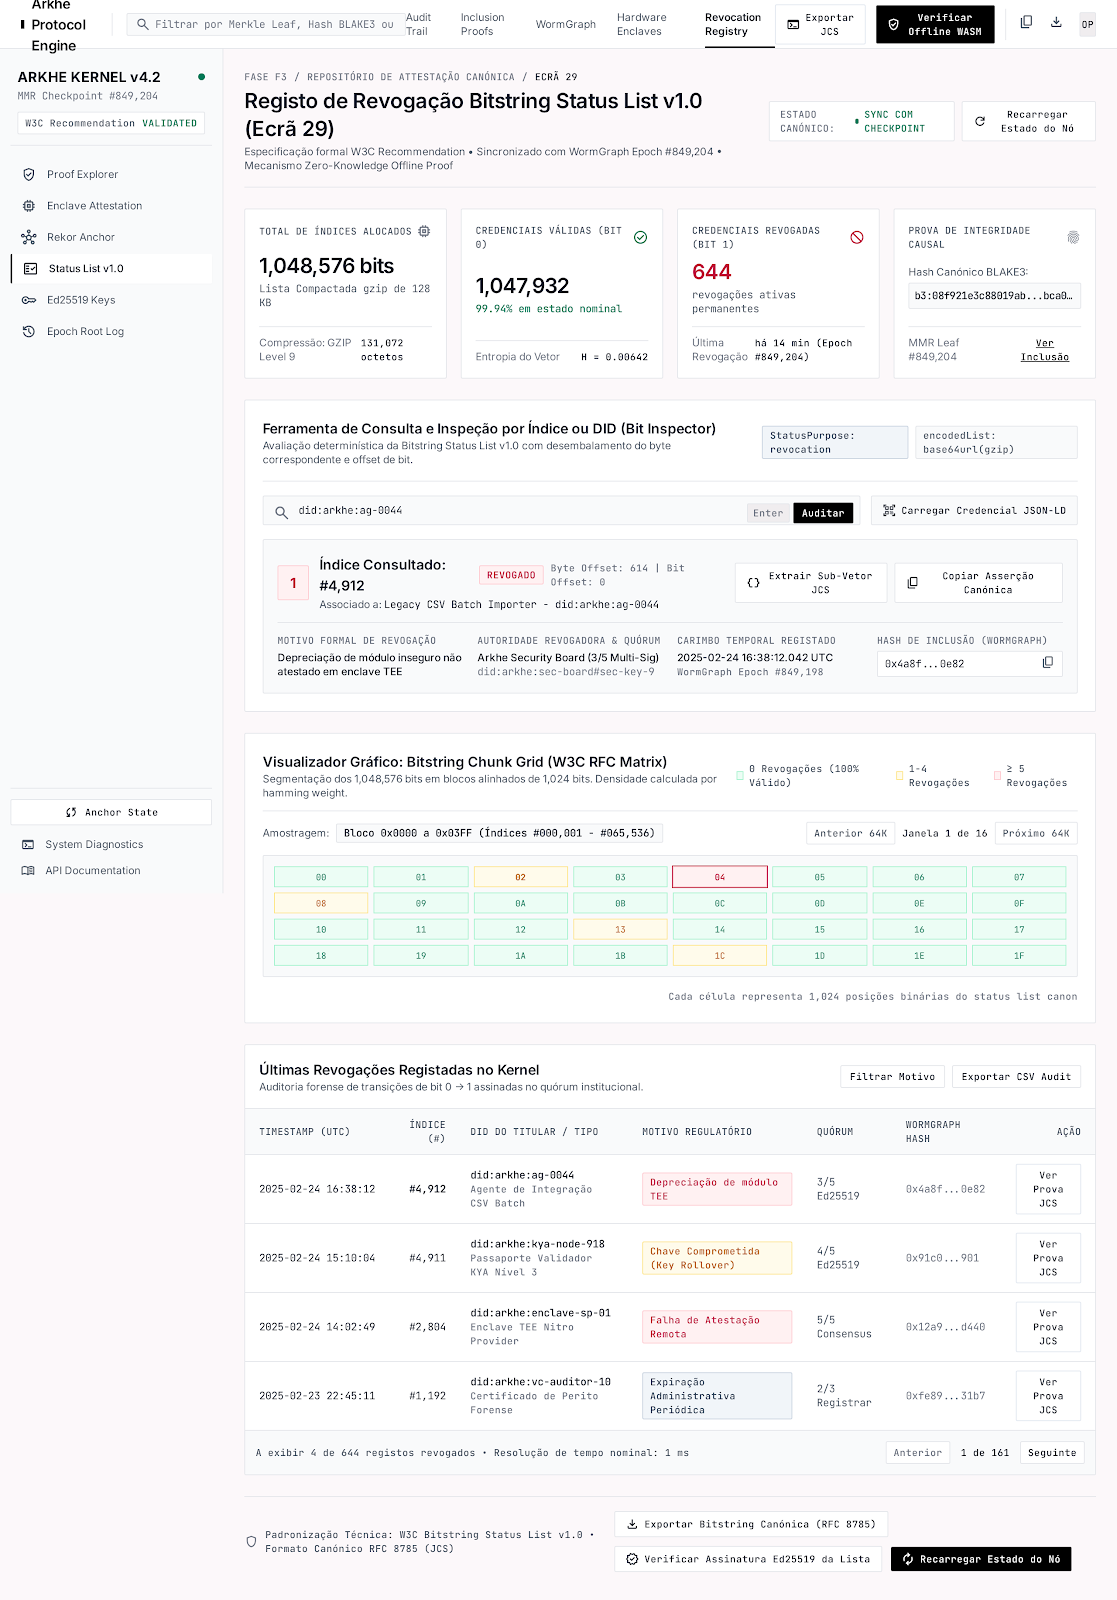 Arkhe
Protocol
Engine
Filtrar por Merkle Leaf, Hash BLAKE3 ou
Audit
Trail
Inclusion
Proofs
WormGraph
Hardware
Enclaves
Revocation
Registry
Exportar
JCS
Verificar
Offline WASM
OP
ARKHE KERNEL v4.2
MMR Checkpoint #849,204
W3C Recommendation VALIDATED
Proof Explorer
Enclave Attestation
Rekor Anchor
Status List v1.0
Ed25519 Keys
Epoch Root Log
Anchor State
System Diagnostics
API Documentation
FASE F3 / REPOSITÓRIO DE ATTESTAÇÃO CANÓNICA / ECRÃ 29
Registo de Revogação Bitstring Status List v1.0
(Ecrã 29)
Especificação formal W3C Recommendation • Sincronizado com WormGraph Epoch #849,204 •
Mecanismo Zero-Knowledge Offline Proof
ESTADO
CANÓNICO:
SYNC COM
CHECKPOINT
Recarregar
Estado do Nó
TOTAL DE ÍNDICES ALOCADOS
1,048,576 bits
Lista Compactada gzip de 128
KB
Compressão: GZIP
Level 9
131,072
octetos
CREDENCIAIS VÁLIDAS (BIT
0)
1,047,932
99.94% em estado nominal
Entropia do Vetor
H = 0.00642
CREDENCIAIS REVOGADAS
(BIT 1)
644
revogações ativas
permanentes
Última
Revogação
há 14 min (Epoch
#849,204)
PROVA DE INTEGRIDADE
CAUSAL
Hash Canónico BLAKE3:
b3:08f921e3c88019ab...bca0…
MMR Leaf
#849,204
Ver
Inclusão
Ferramenta de Consulta e Inspeção por Índice ou DID (Bit Inspector)
Avaliação determinística da Bitstring Status List v1.0 com desembalamento do byte
correspondente e offset de bit.
StatusPurpose:
revocation
encodedList:
base64url(gzip)
did:arkhe:ag-0044
Enter
Auditar
Carregar Credencial JSON-LD
1
Índice Consultado:
#4,912
REVOGADO
Byte Offset: 614 | Bit
Offset: 0
Associado a: Legacy CSV Batch Importer - did:arkhe:ag-0044
Extrair Sub-Vetor
JCS
Copiar Asserção
Canónica
MOTIVO FORMAL DE REVOGAÇÃO
Depreciação de módulo inseguro não
atestado em enclave TEE
AUTORIDADE REVOGADORA & QUÓRUM
Arkhe Security Board (3/5 Multi-Sig)
did:arkhe:sec-board#sec-key-9
CARIMBO TEMPORAL REGISTADO
2025-02-24 16:38:12.042 UTC
WormGraph Epoch #849,198
HASH DE INCLUSÃO (WORMGRAPH)
0x4a8f...0e82
Visualizador Gráfico: Bitstring Chunk Grid (W3C RFC Matrix)
Segmentação dos 1,048,576 bits em blocos alinhados de 1,024 bits. Densidade calculada por
hamming weight.
0 Revogações (100%
Válido)
1-4
Revogações
≥ 5
Revogações
Amostragem:
Bloco 0x0000 a 0x03FF (Índices #000,001 - #065,536)
Anterior 64K
Janela 1 de 16
Próximo 64K
00 01 02 03 04 05 06 07
08 09 0A 0B 0C 0D 0E 0F
10 11 12 13 14 15 16 17
18 19 1A 1B 1C 1D 1E 1F
Cada célula representa 1,024 posições binárias do status list canon
Últimas Revogações Registadas no Kernel
Auditoria forense de transições de bit 0 → 1 assinadas no quórum institucional.
Filtrar Motivo
Exportar CSV Audit
TIMESTAMP (UTC)
ÍNDICE
(#)
DID DO TITULAR / TIPO
MOTIVO REGULATÓRIO
QUÓRUM
WORMGRAPH
HASH
AÇÃO
2025-02-24 16:38:12
#4,912
did:arkhe:ag-0044
Agente de Integração
CSV Batch
Depreciação de módulo
TEE
3/5
Ed25519
0x4a8f...0e82
Ver
Prova
JCS
2025-02-24 15:10:04
#4,911
did:arkhe:kya-node-918
Passaporte Validador
KYA Nível 3
Chave Comprometida
(Key Rollover)
4/5
Ed25519
0x91c0...901
Ver
Prova
JCS
2025-02-24 14:02:49
#2,804
did:arkhe:enclave-sp-01
Enclave TEE Nitro
Provider
Falha de Atestação
Remota
5/5
Consensus
0x12a9...d440
Ver
Prova
JCS
2025-02-23 22:45:11
#1,192
did:arkhe:vc-auditor-10
Certificado de Perito
Forense
Expiração
Administrativa
Periódica
2/3
Registrar
0xfe89...31b7
Ver
Prova
JCS
A exibir 4 de 644 registos revogados • Resolução de tempo nominal: 1 ms
Anterior
1 de 161
Seguinte
Padronização Técnica: W3C Bitstring Status List v1.0 •
Formato Canónico RFC 8785 (JCS)
Exportar Bitstring Canónica (RFC 8785)
Verificar Assinatura Ed25519 da Lista
Recarregar Estado do Nó